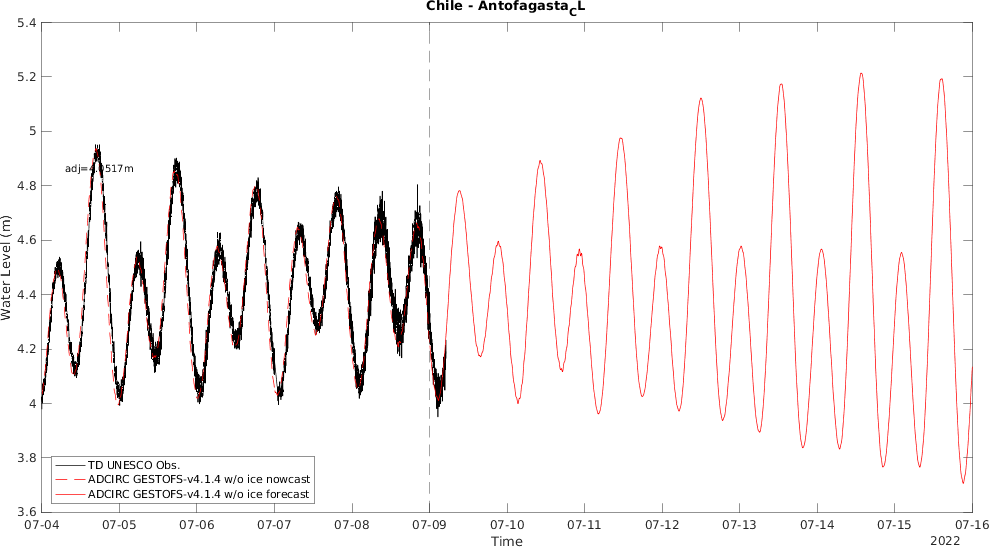 Chile - AntofagastaCL
5.4
5.2
5
4.8
4.6
4.4
4.2
4
3.8
3.6
Water Level (m)
adj=4.0517m
TD UNESCO Obs.
ADCIRC GESTOFS-v4.1.4 w/o ice nowcast
ADCIRC GESTOFS-v4.1.4 w/o ice forecast
07-04 07-05 07-06 07-07 07-08 07-09 07-10 07-11 07-12 07-13 07-14 07-15 07-16
Time
2022